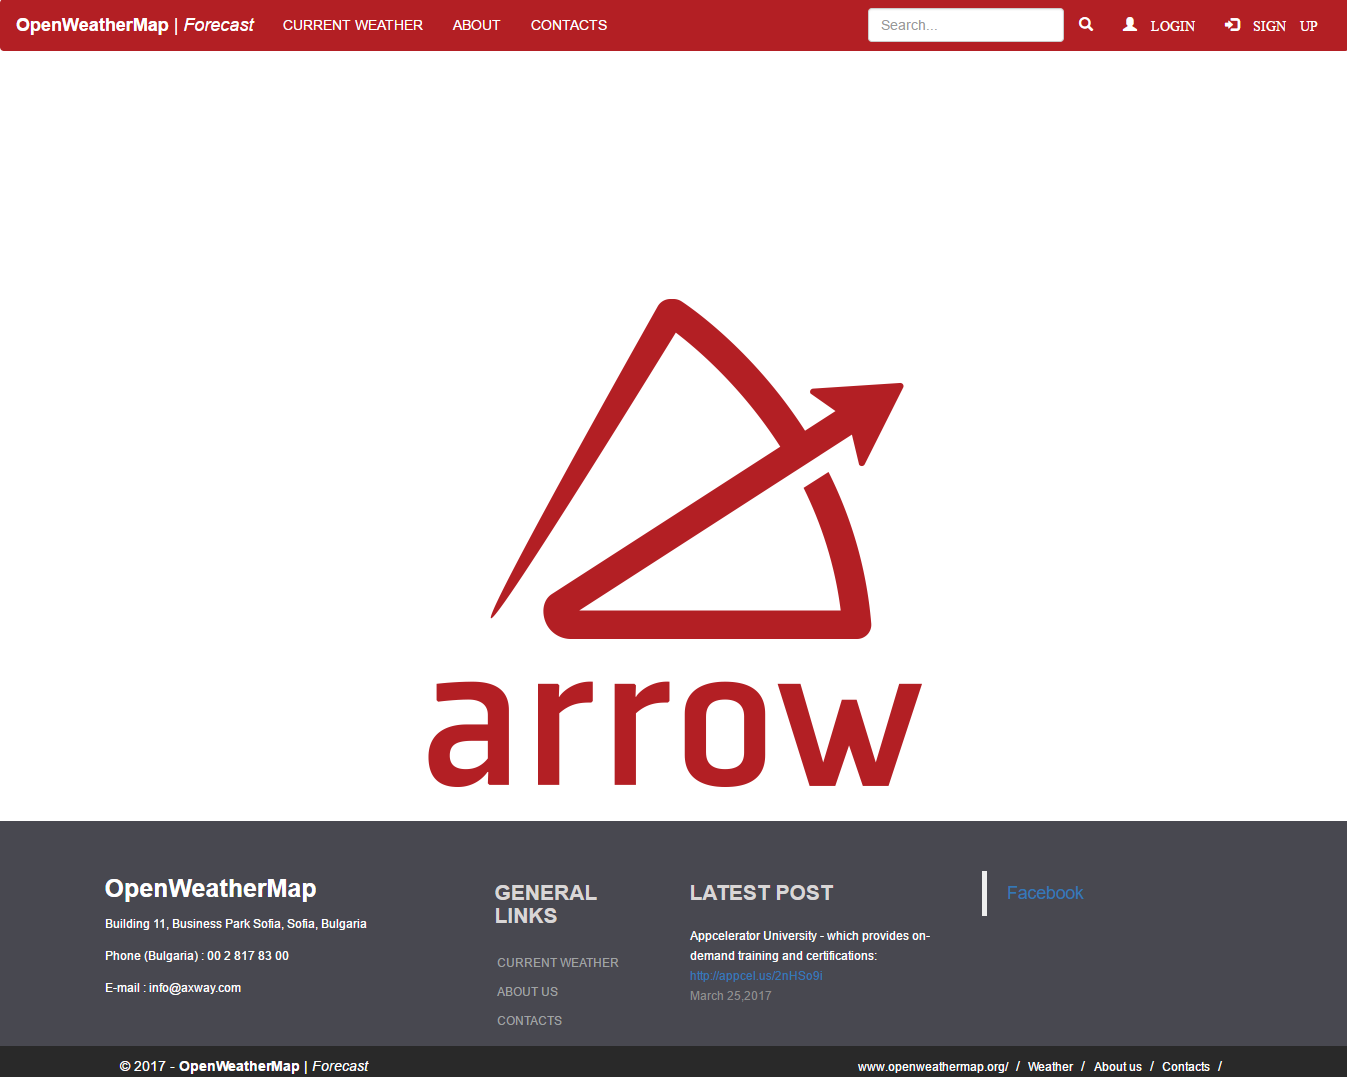 OpenWeatherMap | Forecast CURRENT WEATHER ABOUT CONTACTS Search... LOGIN SIGN UP
arrow
OpenWeatherMap
Building 11, Business Park Sofia, Sofia, Bulgaria
Phone (Bulgaria) : 00 2 817 83 00
E-mail : info@axway.com
GENERAL
LINKS
CURRENT WEATHER
ABOUT US
CONTACTS
LATEST POST
Appcelerator University - which provides on-
demand training and certifications:
http://appcel.us/2nHSo9i
March 25,2017
Facebook
© 2017 - OpenWeatherMap | Forecast
www.openweathermap.org/ / Weather / About us / Contacts /